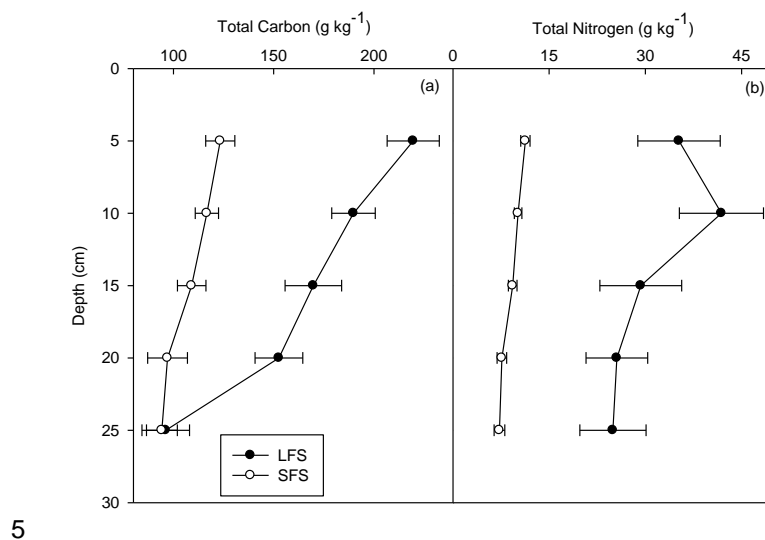 Total Carbon (g kg-1) Total Nitrogen (g kg-1)
100 150 200 0 15 30 45
0
(a) (b)
5
10
15
20
25
30
Depth (cm)
LFS
SFS
5